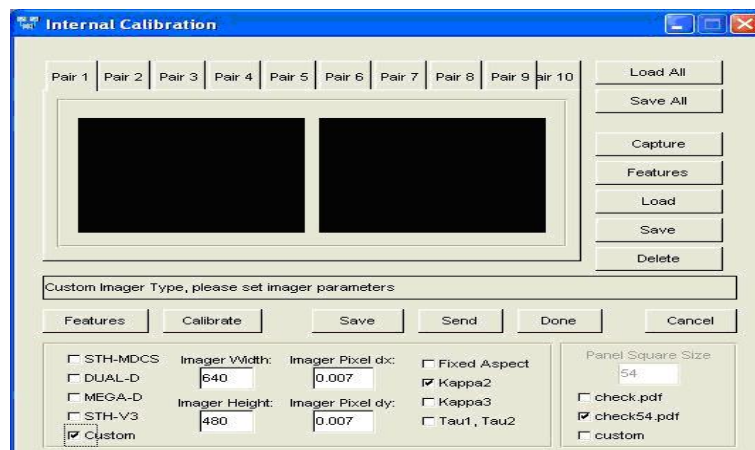 Internal Calibration
Pair 1 Pair 2 Pair 3 Pair 4 Pair 5 Pair 6 Pair 7 Pair 8 Pair 9 air 10
Load All
Save All
Capture
Features
Load
Save
Delete
Custom Imager Type, please set imager parameters
Features Calibrate Save Send Done Cancel
STH-MDCS
DUAL-D
MEGA-D
STH-V3
Custom
Imager Width:
640
Imager Height:
480
Imager Pixel dx:
0.007
Imager Pixel dy:
0.007
Fixed Aspect
Kappa2
Kappa3
Tau1, Tau2
Panel Square Size
54
check.pdf
check54.pdf
custom